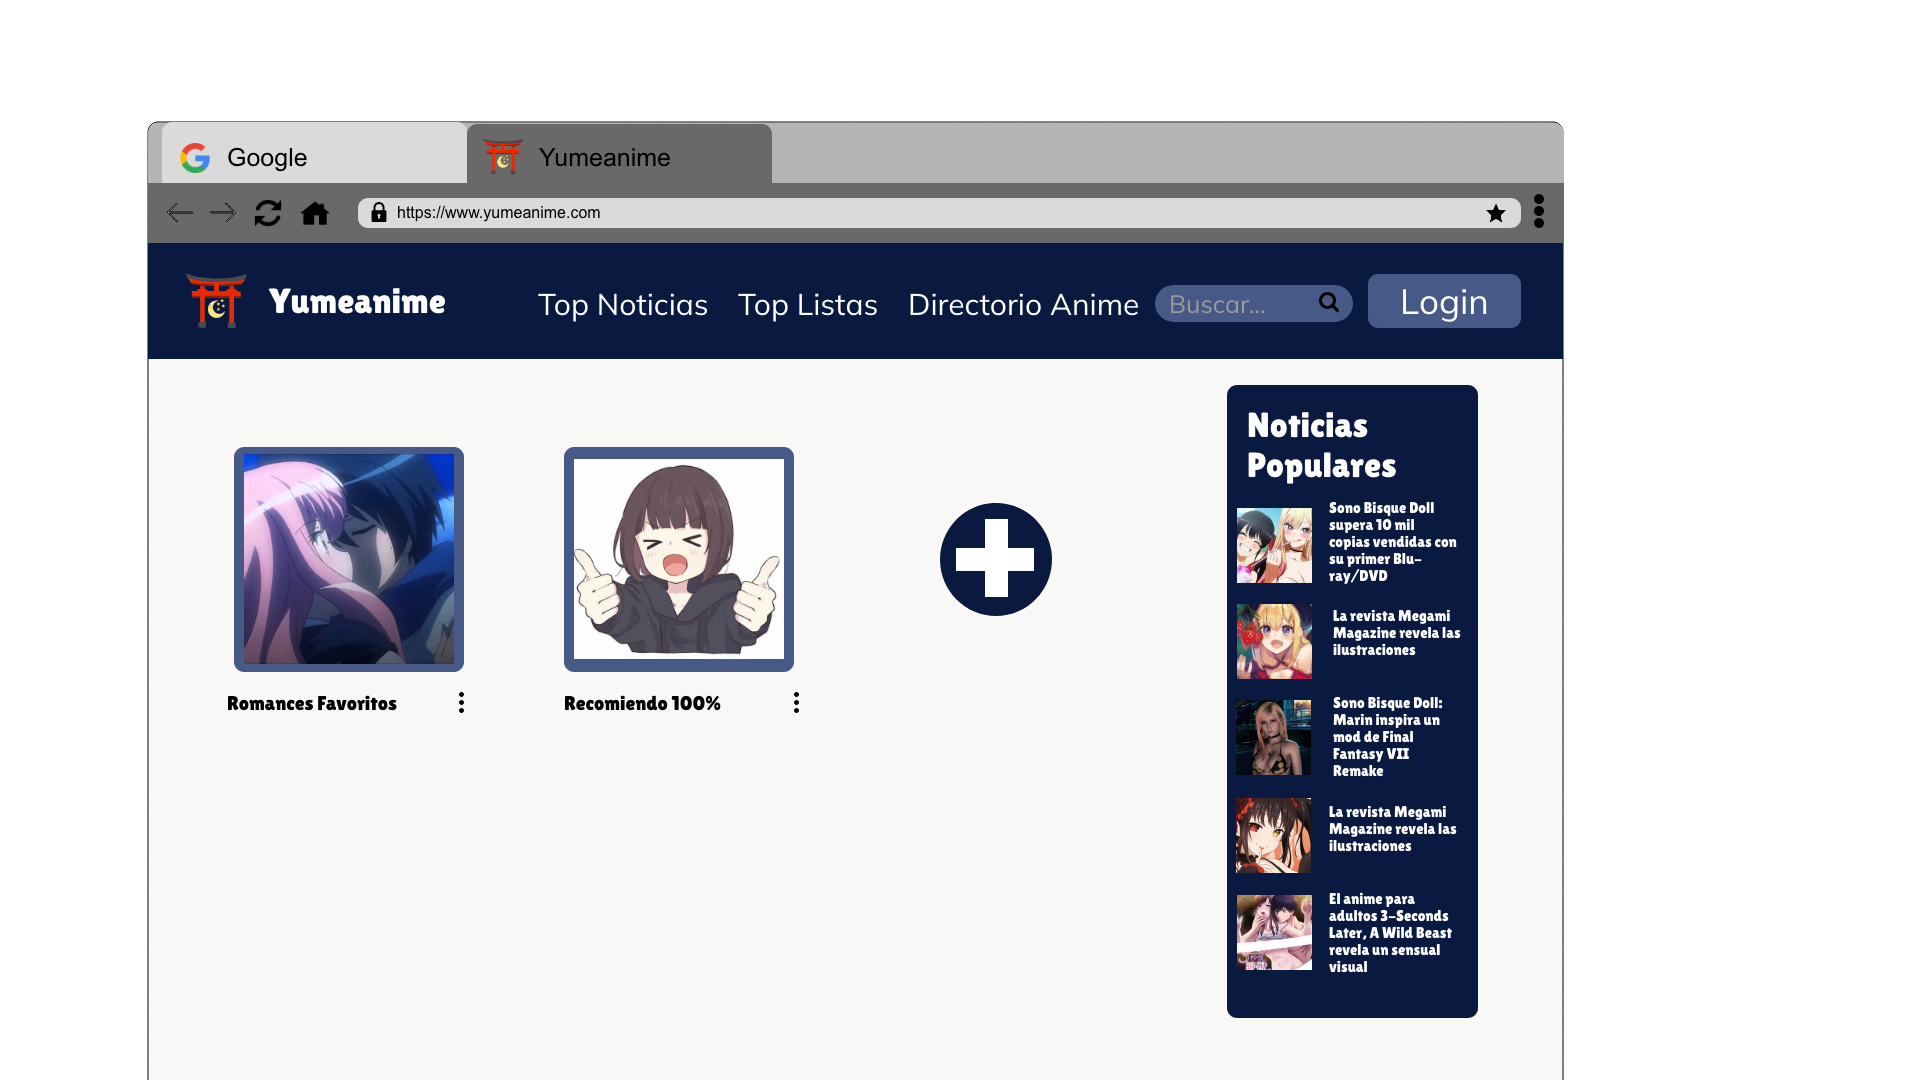 Google
Yumeanime
https://www.yumeanime.com
Yumeanime
Top Noticias
Top Listas
Directorio Anime
Buscar...
Login
Romances Favoritos
Recomiendo 100%
Noticias
Populares
Sono Bisque Doll
supera 10 mil
copias vendidas con
su primer Blu-
ray/DVD
La revista Megami
Magazine revela las
ilustraciones
Sono Bisque Doll:
Marin inspira un
mod de Final
Fantasy VII
Remake
La revista Megami
Magazine revela las
ilustraciones
El anime para
adultos 3-Seconds
Later, A Wild Beast
revela un sensual
visual